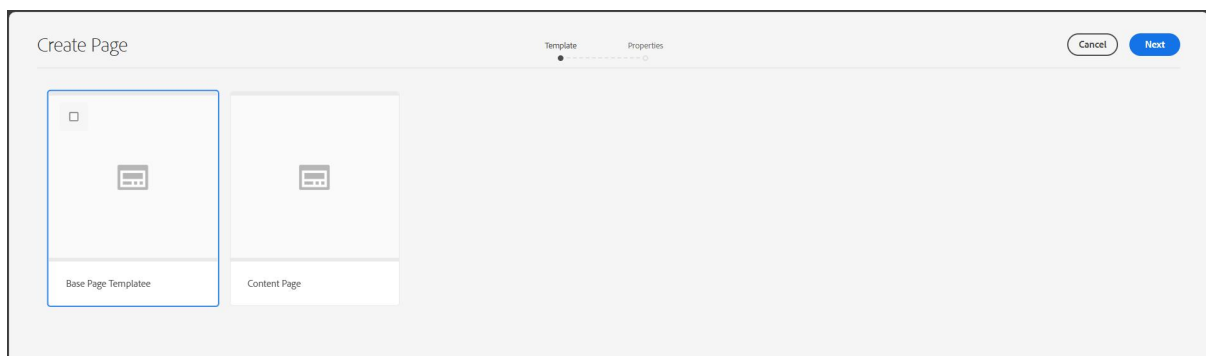 Create Page
Template Properties
Cancel Next
Base Page Templatee
Content Page